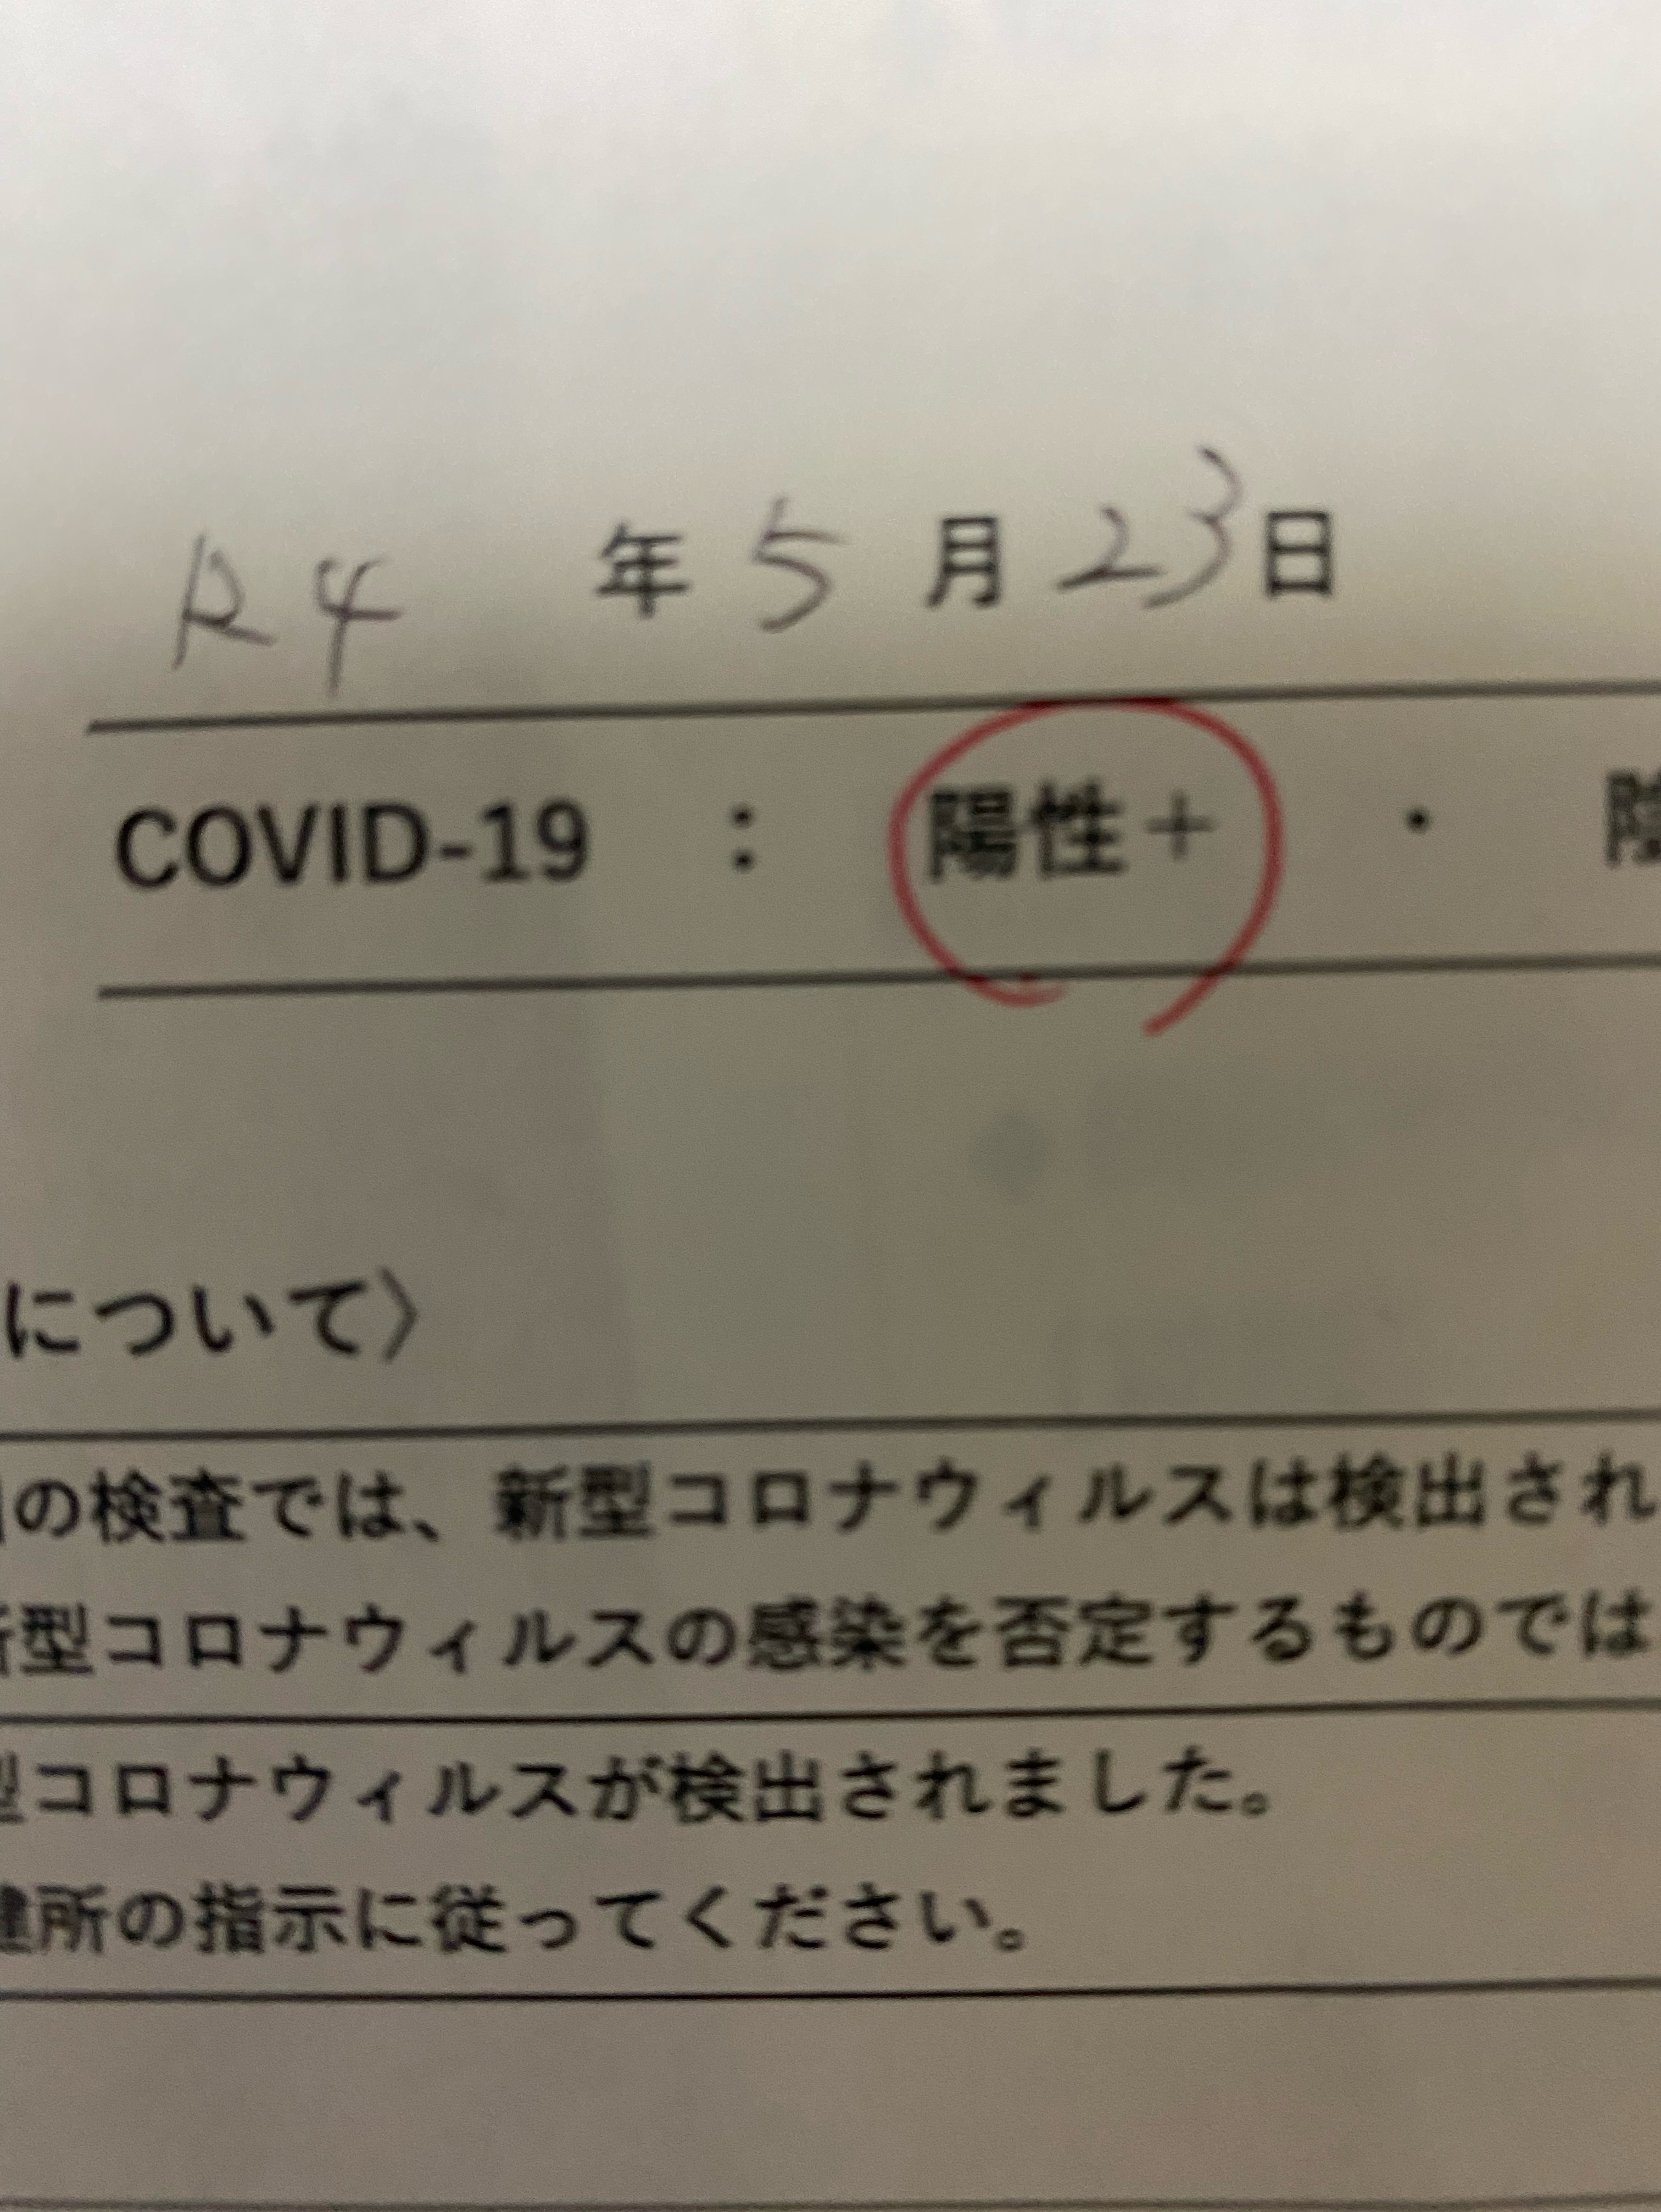 R4 年 5 月 23 日
COVID-19 : 陽性+ ・ 陰
について〉
の検査では、新型コロナウィルスは検出され
型コロナウィルスの感染を否定するものでは
型コロナウィルスが検出されました。
健所の指示に従ってください。